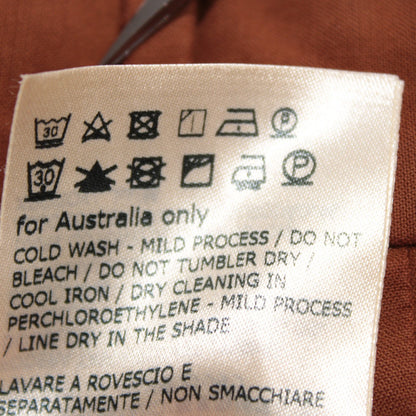 30 P
30 P
for Australia only
COLD WASH - MILD PROCESS / DO NOT
BLEACH / DO NOT TUMBLER DRY /
COOL IRON / DRY CLEANING IN
PERCHLOROETHYLENE - MILD PROCESS
/ LINE DRY IN THE SHADE
LAVARE A ROVESCIO E
SEPARATAMENTE / NON SMACCHIARE